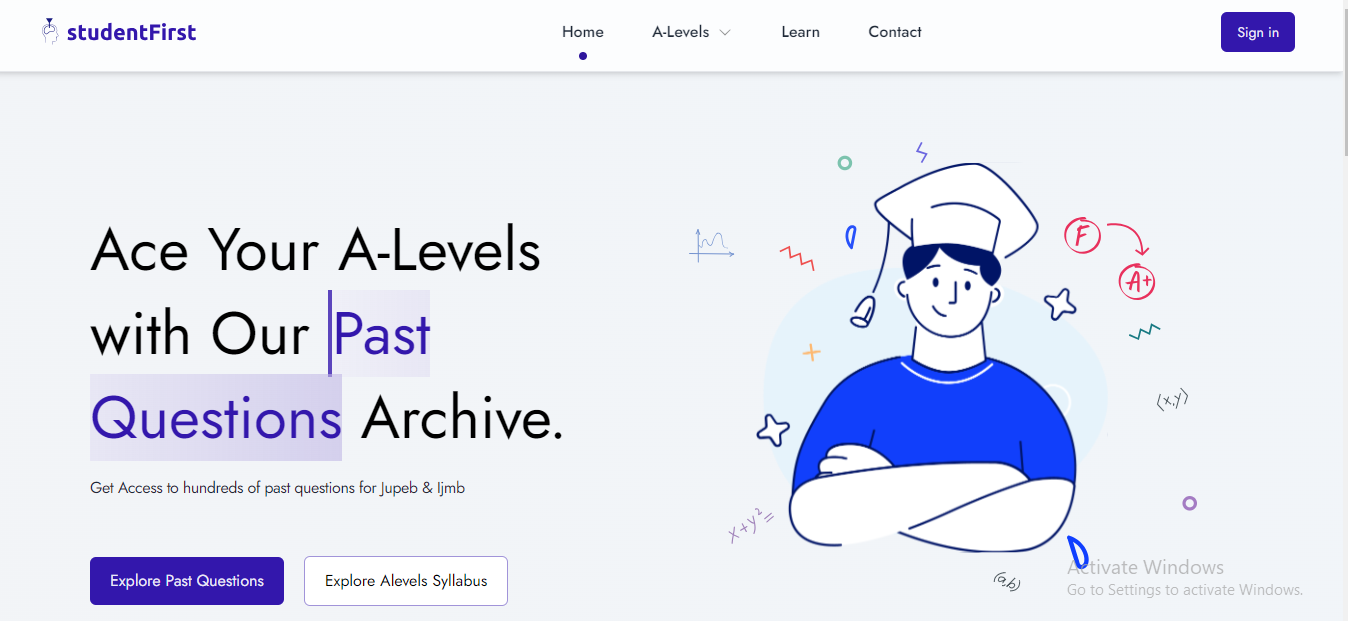 studentFirst
Home
A-Levels
Learn
Contact
Sign in
Ace Your A-Levels
with Our Past
Questions Archive.
Get Access to hundreds of past questions for Jupeb & Ijmb
Explore Past Questions
Explore Alevels Syllabus
F
A+
(x,y)
x+y²=
(a,b)
Activate Windows
Go to Settings to activate Windows.